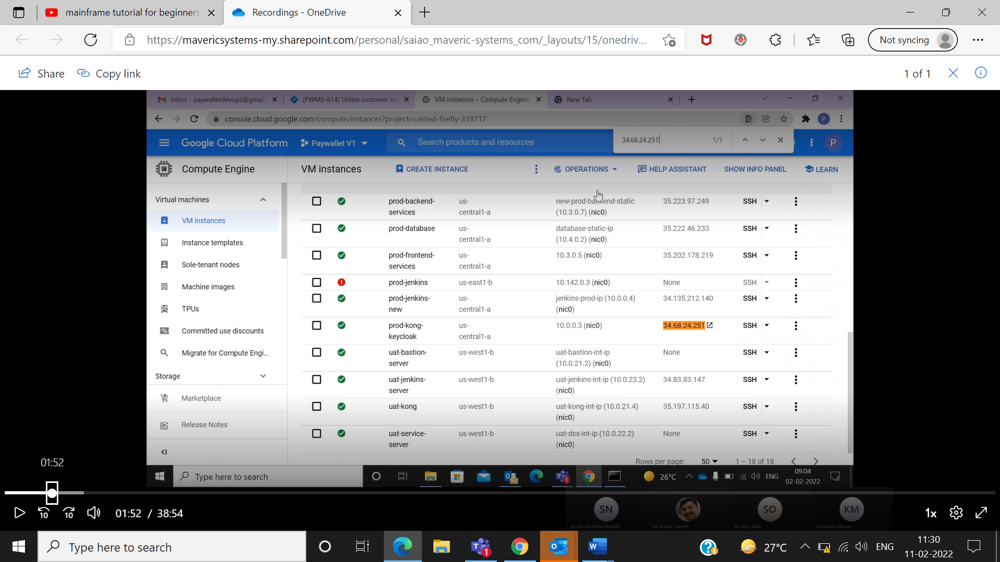 mainframe tutorial for beginners
Recordings - OneDrive
https://mavericsystems-my.sharepoint.com/personal/saiao_maveric-systems_com/_layouts/15/onedriv...
Not syncing
Share
Copy link
1 of 1
Inbox - paywalletdevops@gmail.
[PWMS-614] Utilize customer inp
VM instances – Compute Engine
New Tab
console.cloud.google.com/compute/instances?project=united-firefly-318717
P
Google Cloud Platform
Paywallet V1
Search products and resources
34.68.24.251
1/1
P
Compute Engine
VM instances
CREATE INSTANCE
OPERATIONS
HELP ASSISTANT
SHOW INFO PANEL
LEARN
Virtual machines
VM instances
Instance templates
Sole-tenant nodes
Machine images
TPUs
Committed use discounts
Migrate for Compute Engi...
Storage
Marketplace
Release Notes
prod-backend- us- new-prod-backend-static 35.223.97.249 SSH
services central1-a (10.3.0.7) (nic0)
prod-database us- database-static-ip 35.222.46.233 SSH
central1-a (10.4.0.2) (nic0)
prod-frontend- us- 10.3.0.5 (nic0) 35.202.178.219 SSH
services central1-a
prod-jenkins us-east1-b 10.142.0.3 (nic0) None SSH
prod-jenkins- us- jenkins-prod-ip (10.0.0.4) 34.135.212.140 SSH
new central1-a (nic0)
prod-kong- us- 10.0.0.3 (nic0) 34.68.24.251 SSH
keycloak central1-a
uat-bastion- us-west1-b uat-bastion-int-ip None SSH
server (10.0.21.2) (nic0)
uat-jenkins- us-west1-b uat-jenkins-int-ip (10.0.23.2) 34.83.83.147 SSH
server (nic0)
uat-kong us-west1-b uat-kong-int-ip (10.0.21.4) 35.197.115.40 SSH
(nic0)
uat-service- us-west1-b uat-dss-int-ip (10.0.22.2) None SSH
server (nic0)
Rows per page: 50 1 – 18 of 18
Type here to search
1
26°C
ENG
09:04
02-02-2022
01:52
10
10
01:52 / 38:54
SN
Sri Harsha Nimmalapalli
Sai Kumar Jayanti
SO
Sai Ajay Obili
KM
Kamalesh Mohan
1x
Type here to search
1
27°C
ENG
11:30
11-02-2022